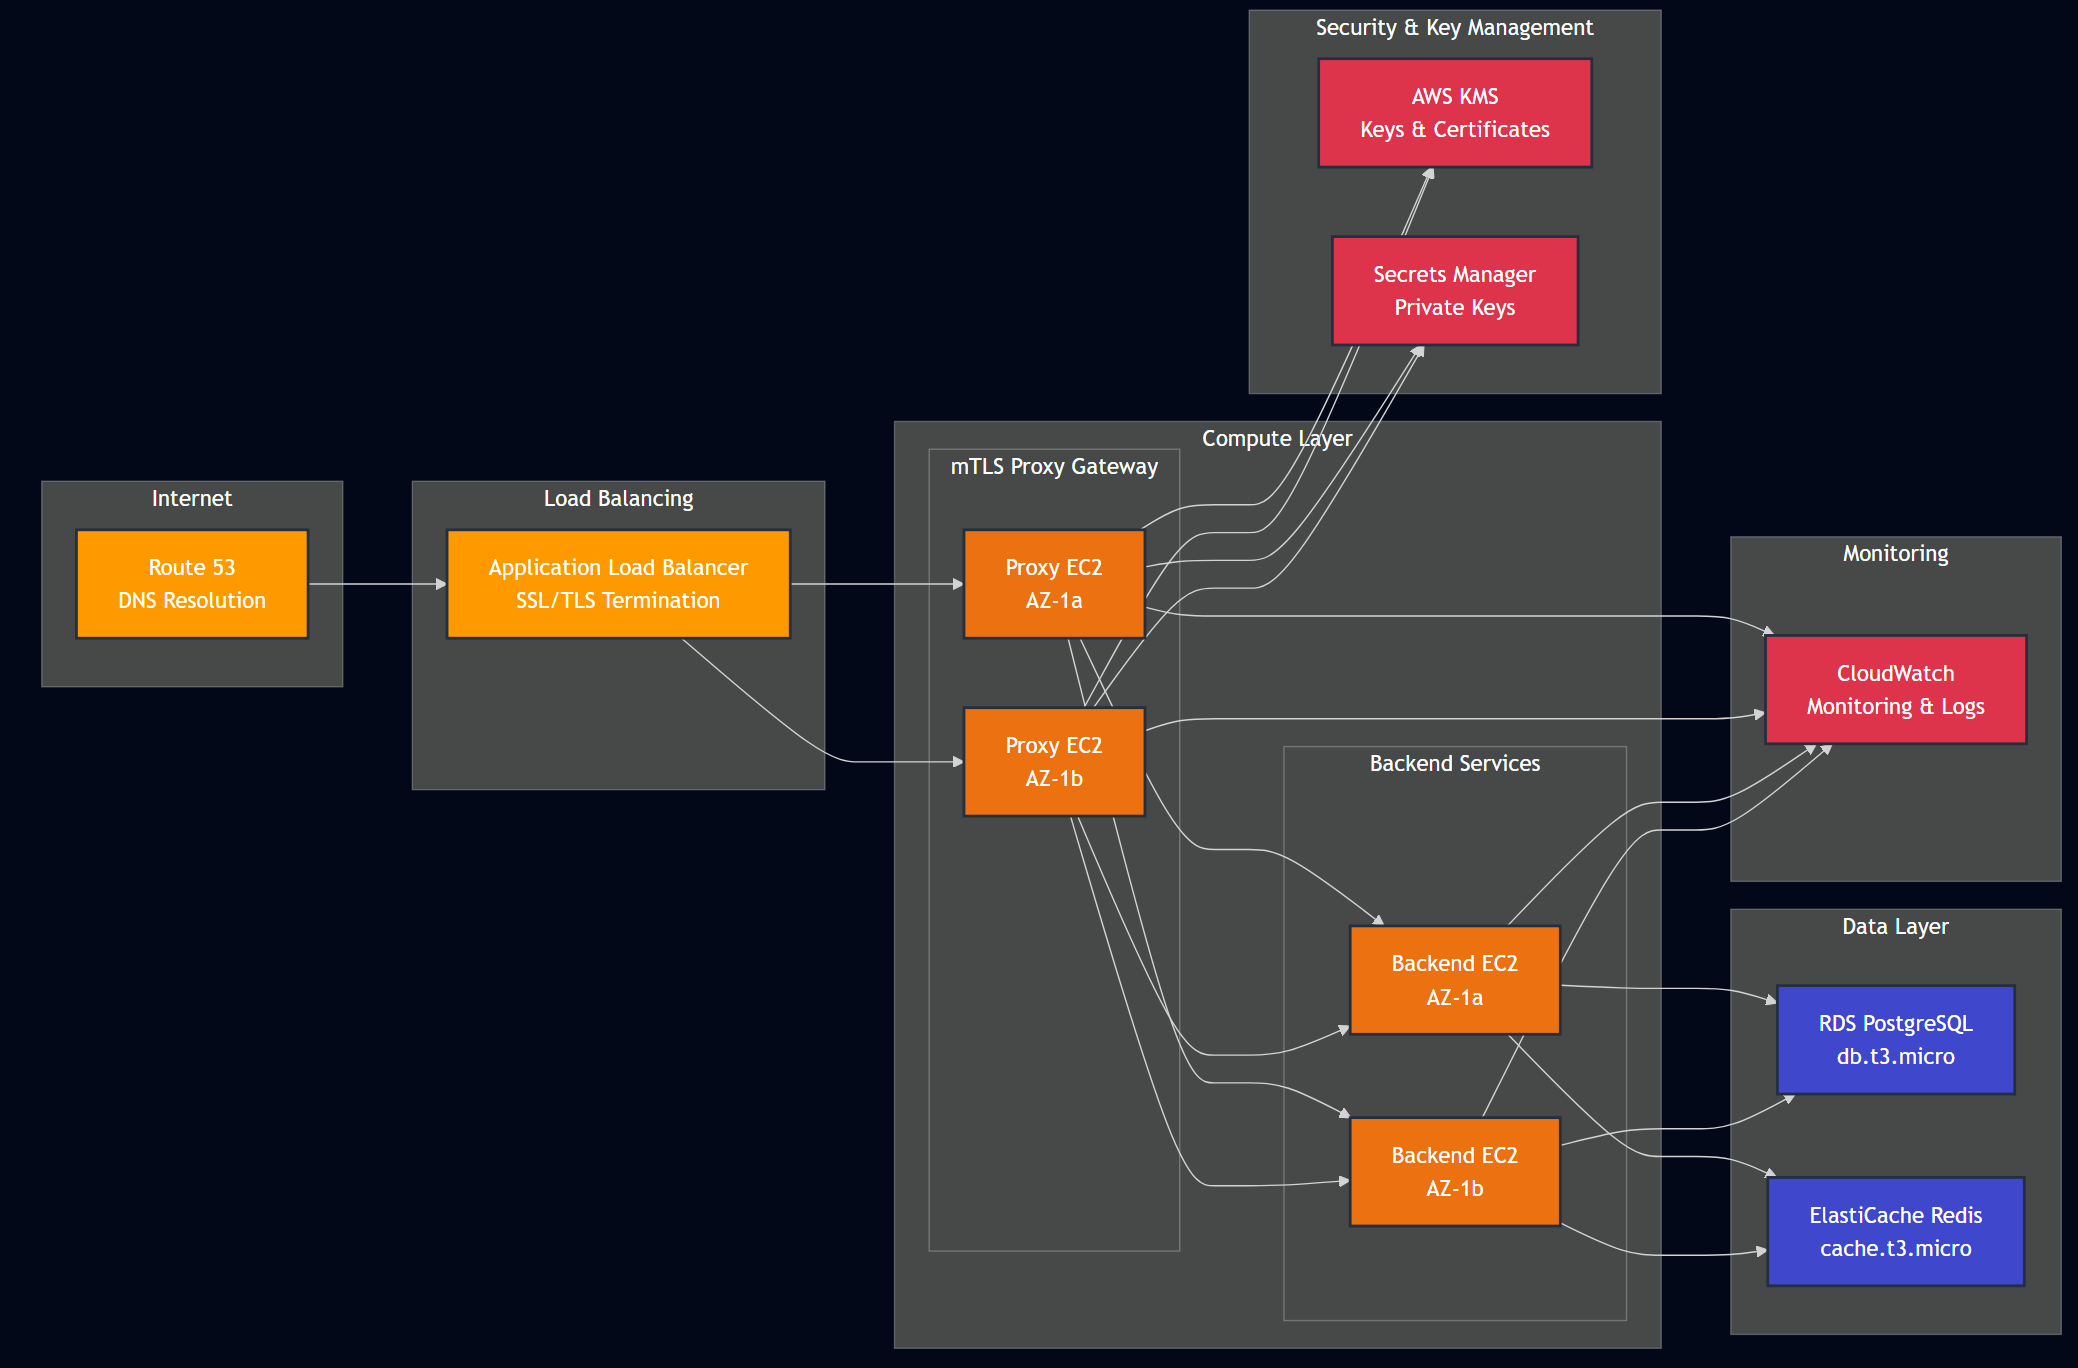 Security & Key Management
AWS KMS
Keys & Certificates
Secrets Manager
Private Keys
Compute Layer
mTLS Proxy Gateway
Internet
Route 53
DNS Resolution
Load Balancing
Application Load Balancer
SSL/TLS Termination
Proxy EC2
AZ-1a
Proxy EC2
AZ-1b
Backend Services
Backend EC2
AZ-1a
Backend EC2
AZ-1b
Monitoring
CloudWatch
Monitoring & Logs
Data Layer
RDS PostgreSQL
db.t3.micro
ElastiCache Redis
cache.t3.micro